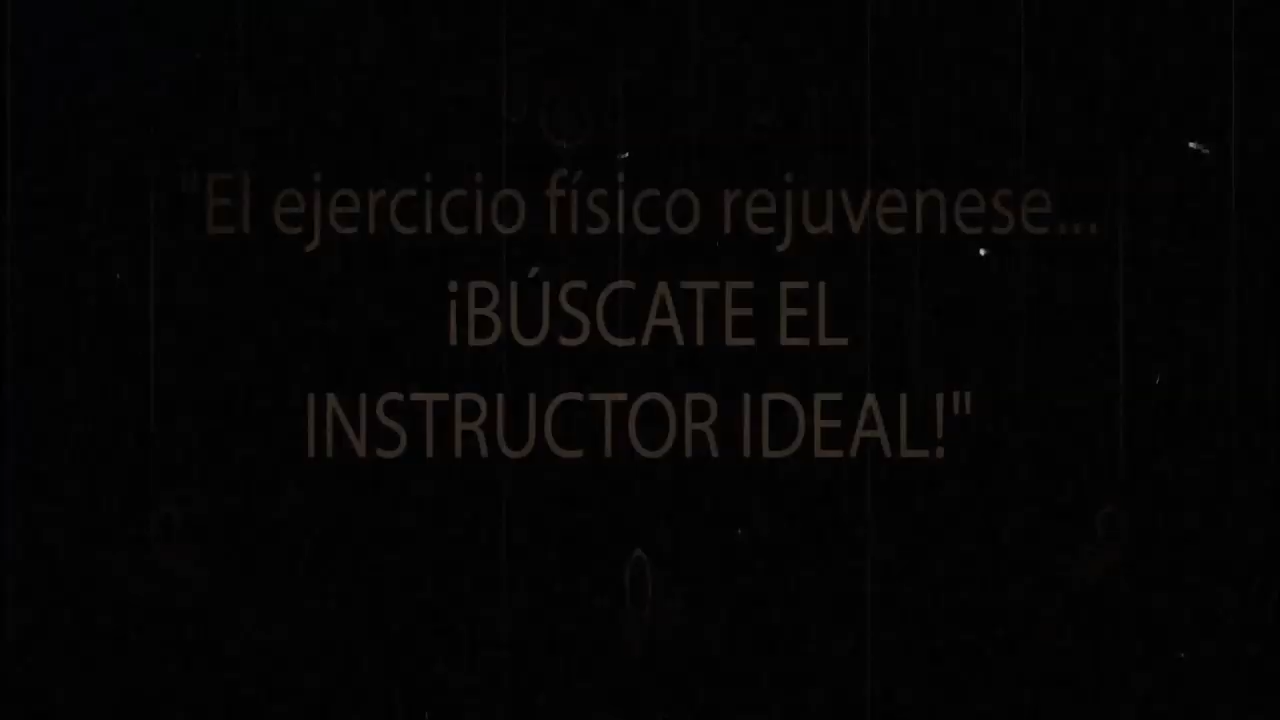 "El ejercicio físico rejuvenese...
¡BÚSCATE EL
INSTRUCTOR IDEAL!"